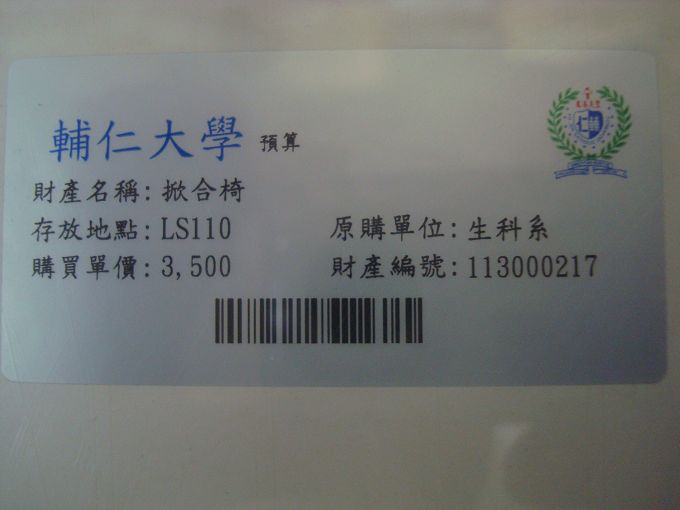 輔仁大學 預算
財產名稱: 掀合椅
存放地點: LS110 原購單位: 生科系
購買單價: 3,500 財產編號: 113000217